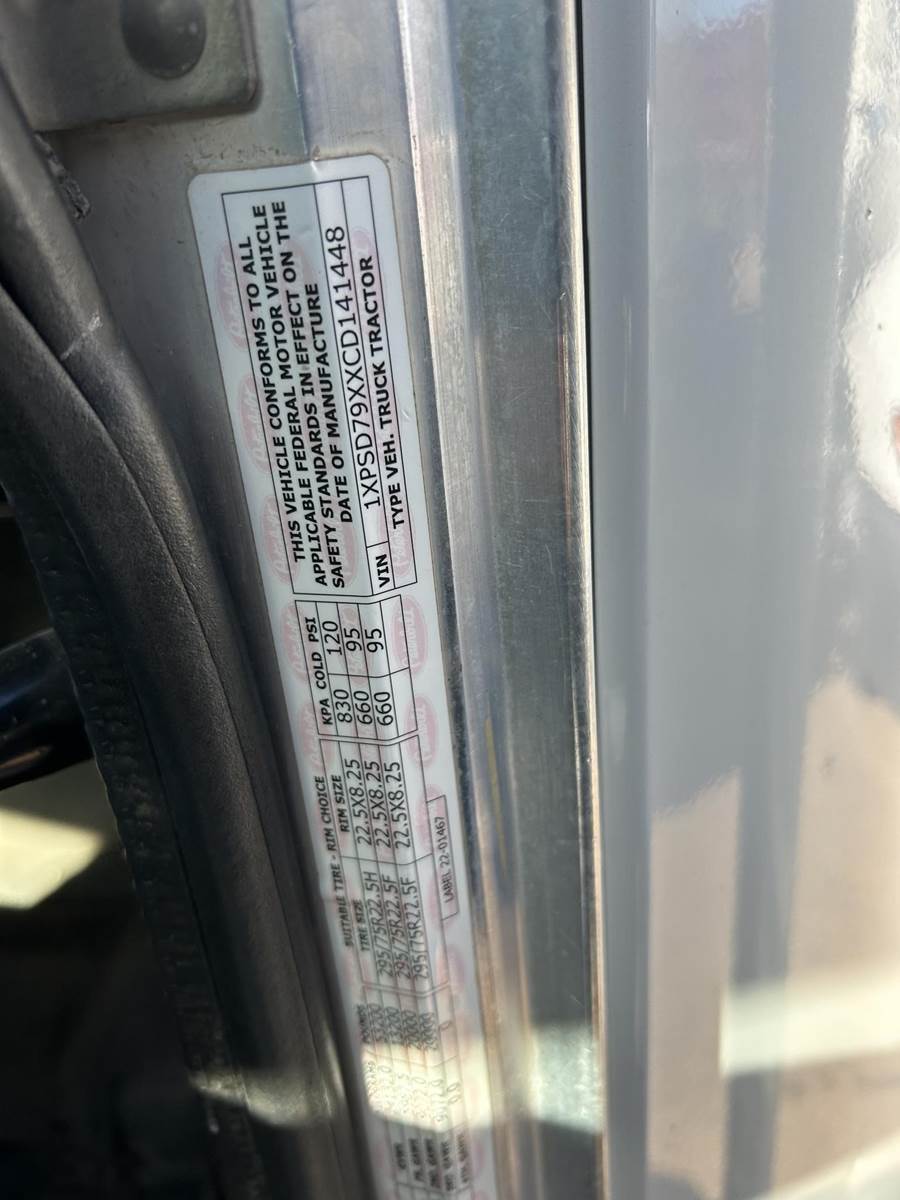 THIS VEHICLE CONFORMS TO ALL
APPLICABLE FEDERAL MOTOR VEHICLE
SAFETY STANDARDS IN EFFECT ON THE
DATE OF MANUFACTURE
VIN 1XPSD79XXCD141448
TYPE VEH. TRUCK TRACTOR
SUITABLE TIRE - RIM CHOICE
TIRE SIZE RIM SIZE KPA COLD PSI
295/75R22.5H 22.5X8.25 830 120
295/75R22.5F 22.5X8.25 660 95
295/75R22.5F 22.5X8.25 660 95
LABEL 22-01467